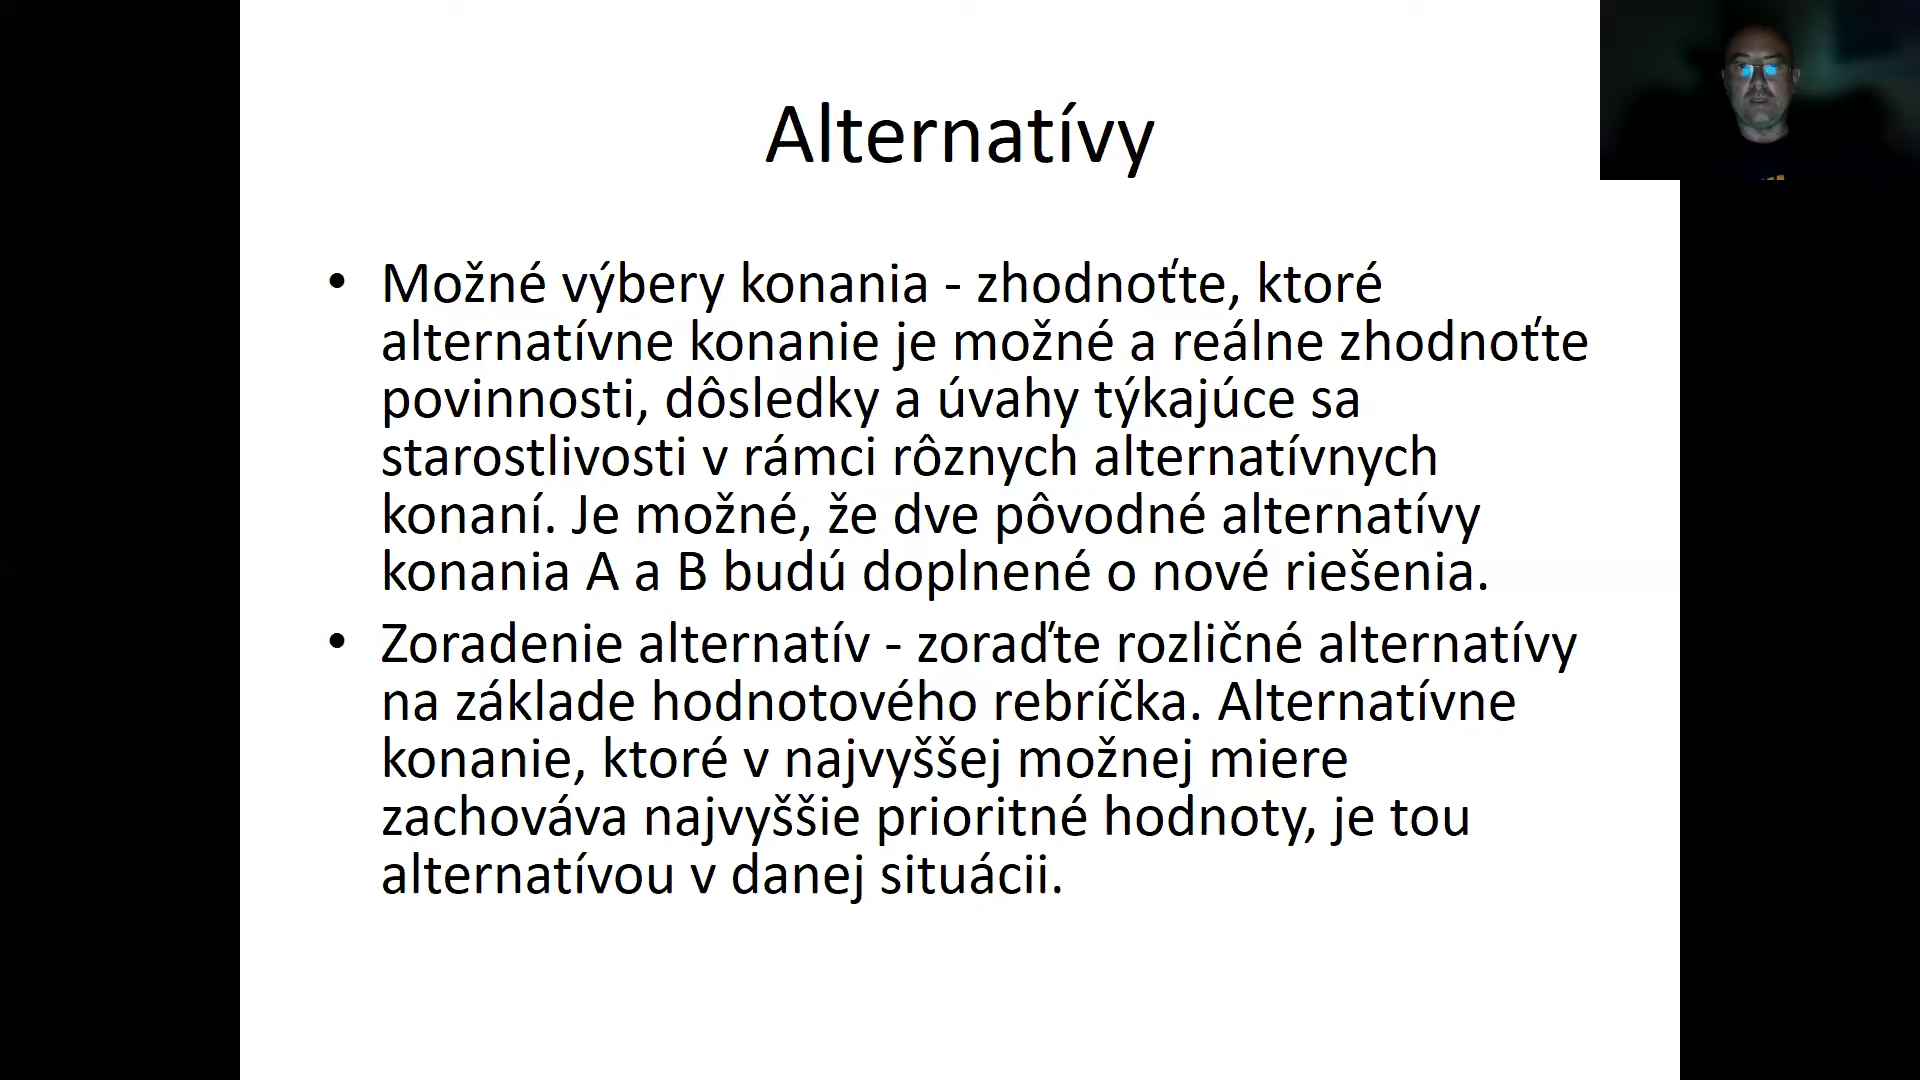 Alternatívy
• Možné výbery konania - zhodnoťte, ktoré
alternatívne konanie je možné a reálne zhodnoťte
povinnosti, dôsledky a úvahy týkajúce sa
starostlivosti v rámci rôznych alternatívnych
konaní. Je možné, že dve pôvodné alternatívy
konania A a B budú doplnené o nové riešenia.
• Zoradenie alternatív - zoraďte rozličné alternatívy
na základe hodnotového rebríčka. Alternatívne
konanie, ktoré v najvyššej možnej miere
zachováva najvyššie prioritné hodnoty, je tou
alternatívou v danej situácii.